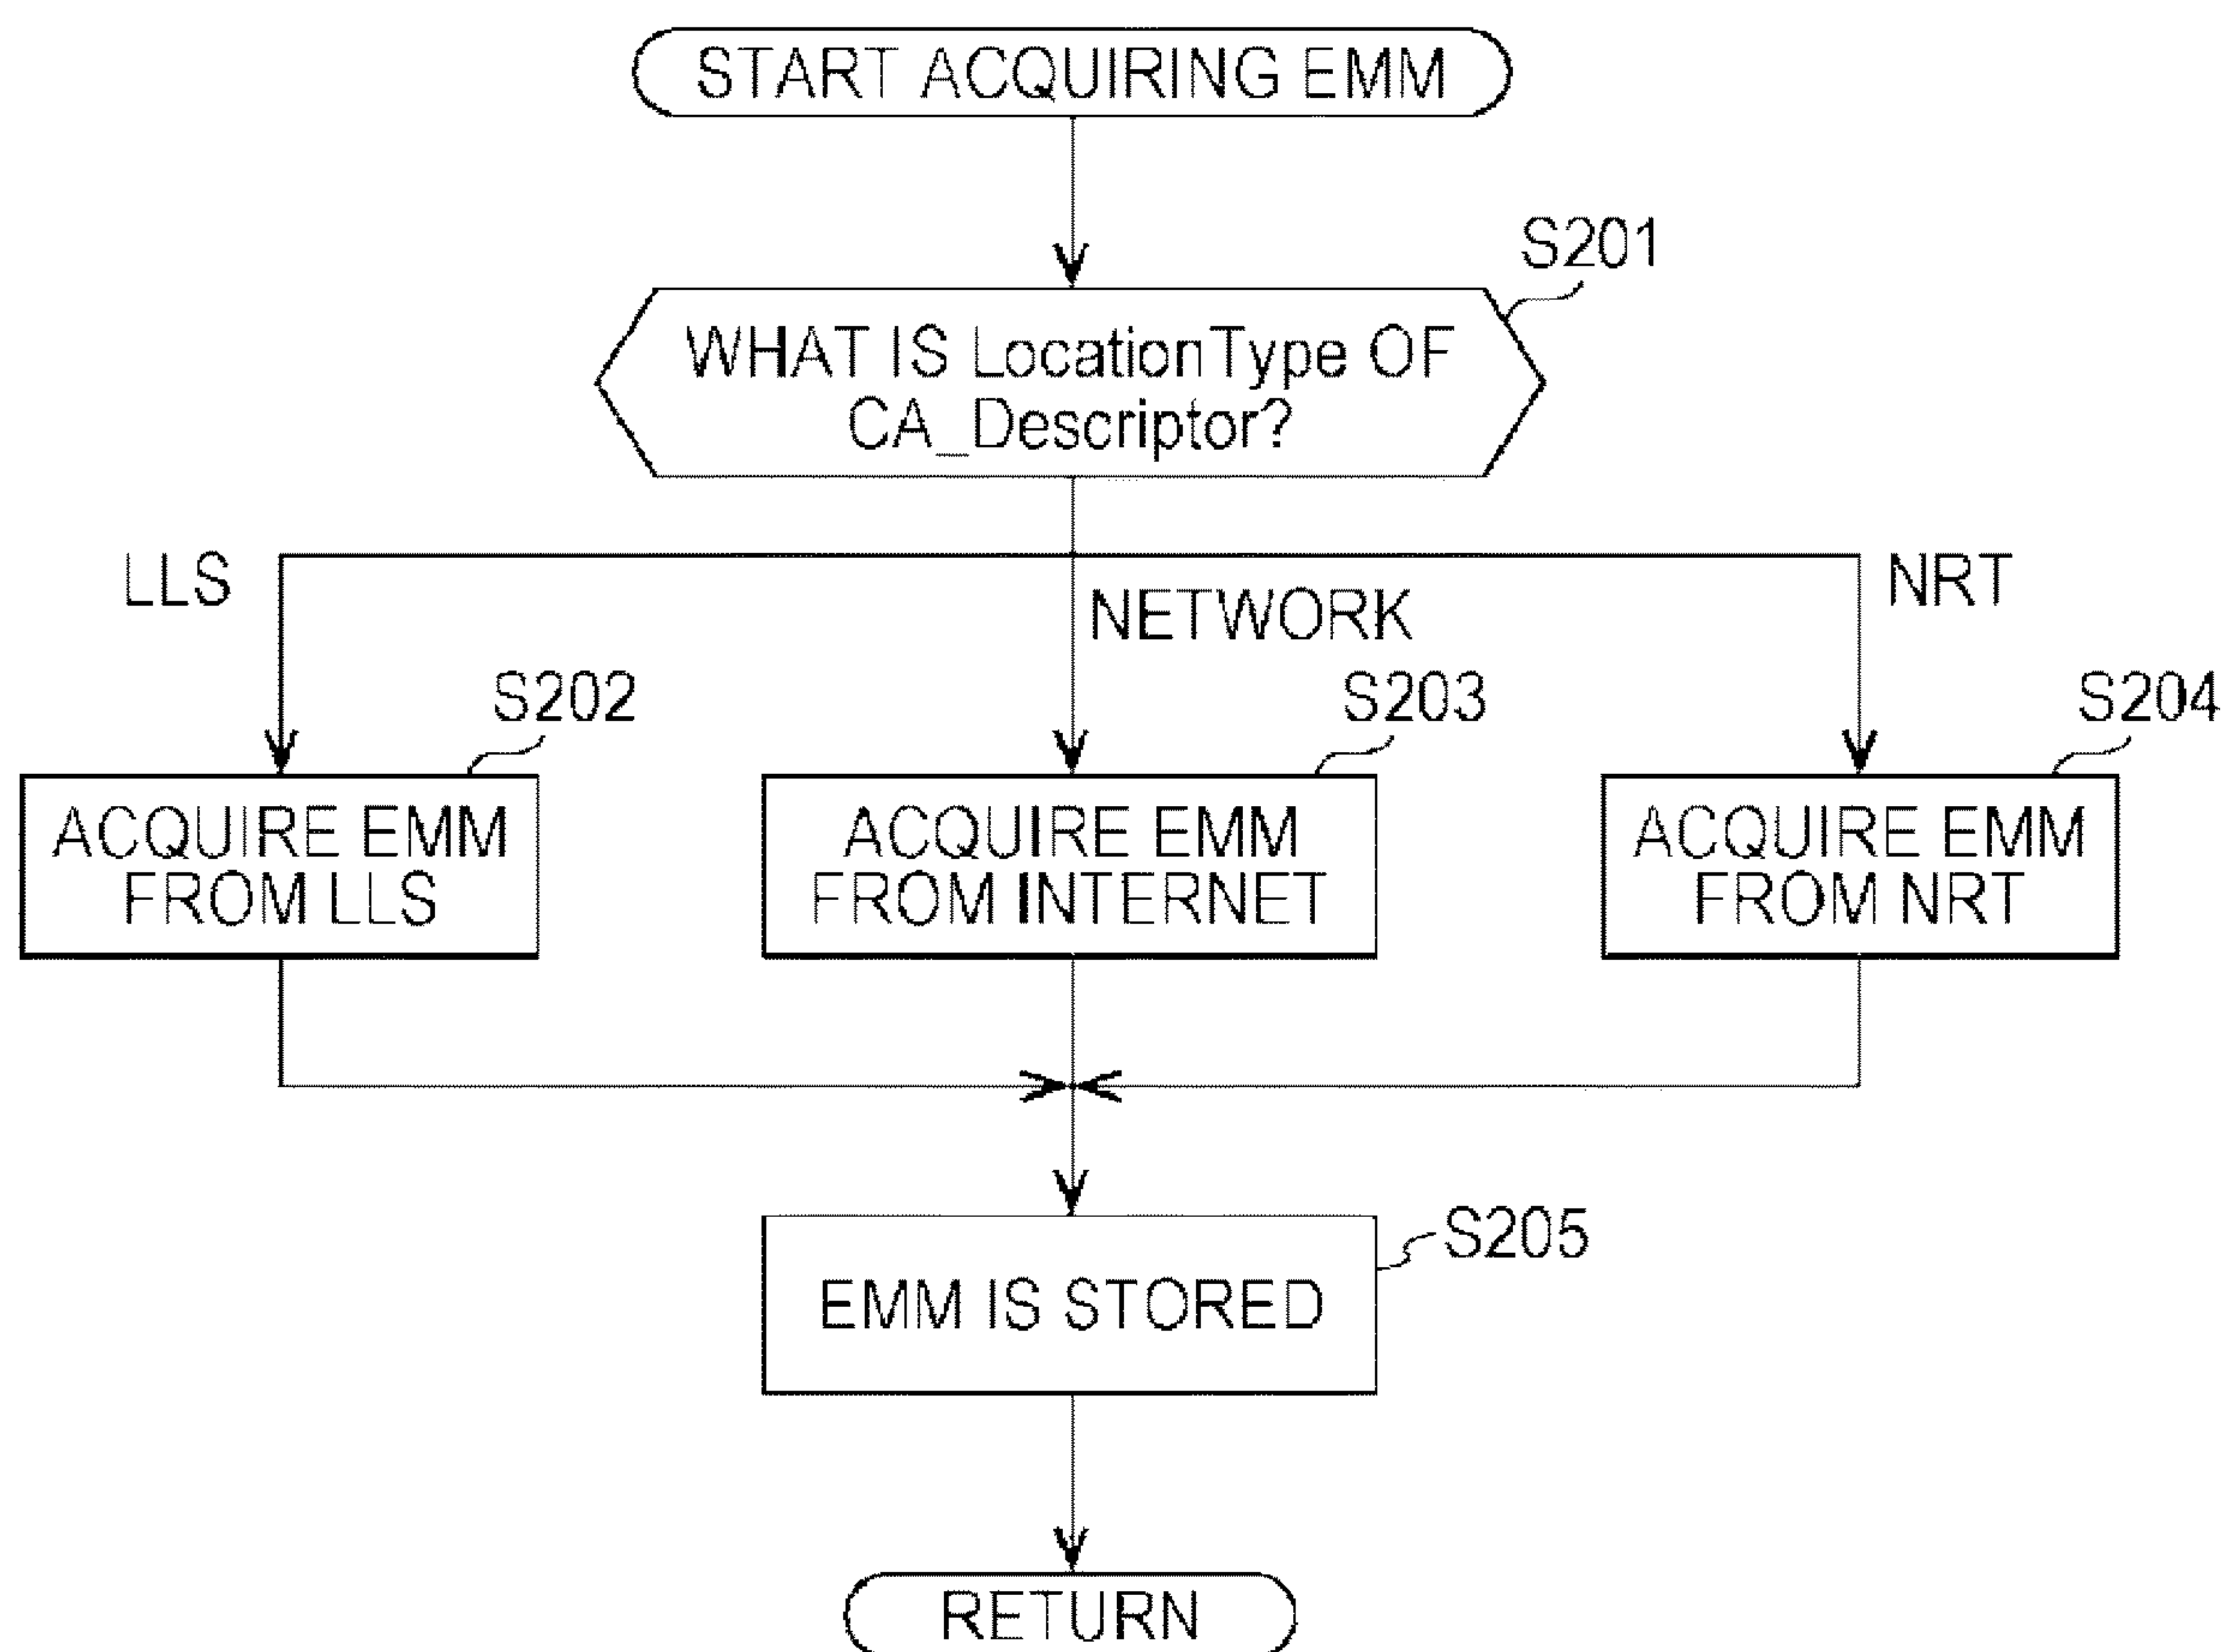 START ACQUIRING EMM
S201
WHAT IS LocationType OF
CA_Descriptor?
LLS
NETWORK
NRT
S202
S203
S204
ACQUIRE EMM
FROM LLS
ACQUIRE EMM
FROM INTERNET
ACQUIRE EMM
FROM NRT
S205
EMM IS STORED
RETURN